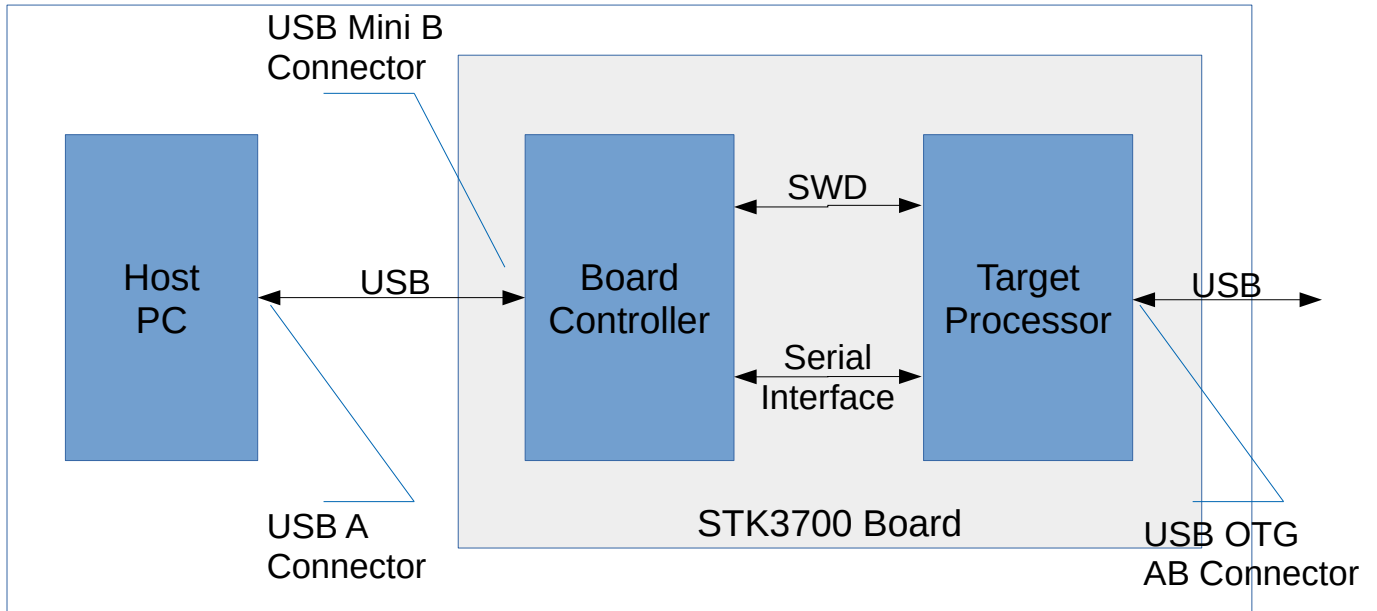 USB Mini B
Connector
SWD
Host
PC
USB
Board
Controller
Target
Processor
USB
Serial
Interface
USB A
Connector
STK3700 Board
USB OTG
AB Connector